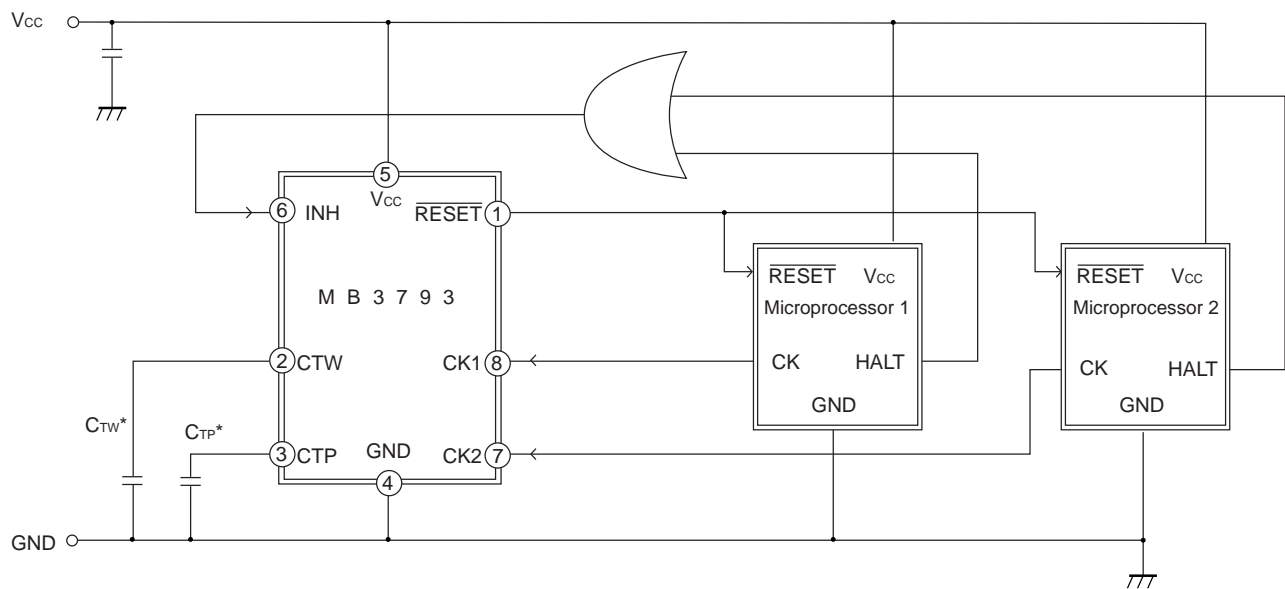 VCC
5
VCC
6 INH RESET 1
M B 3 7 9 3
RESET VCC
Microprocessor 1
RESET VCC
Microprocessor 2
2 CTW CK1 8
CK HALT
CK HALT
GND
GND
CTW*
CTP*
3 CTP GND CK2 7
4
GND